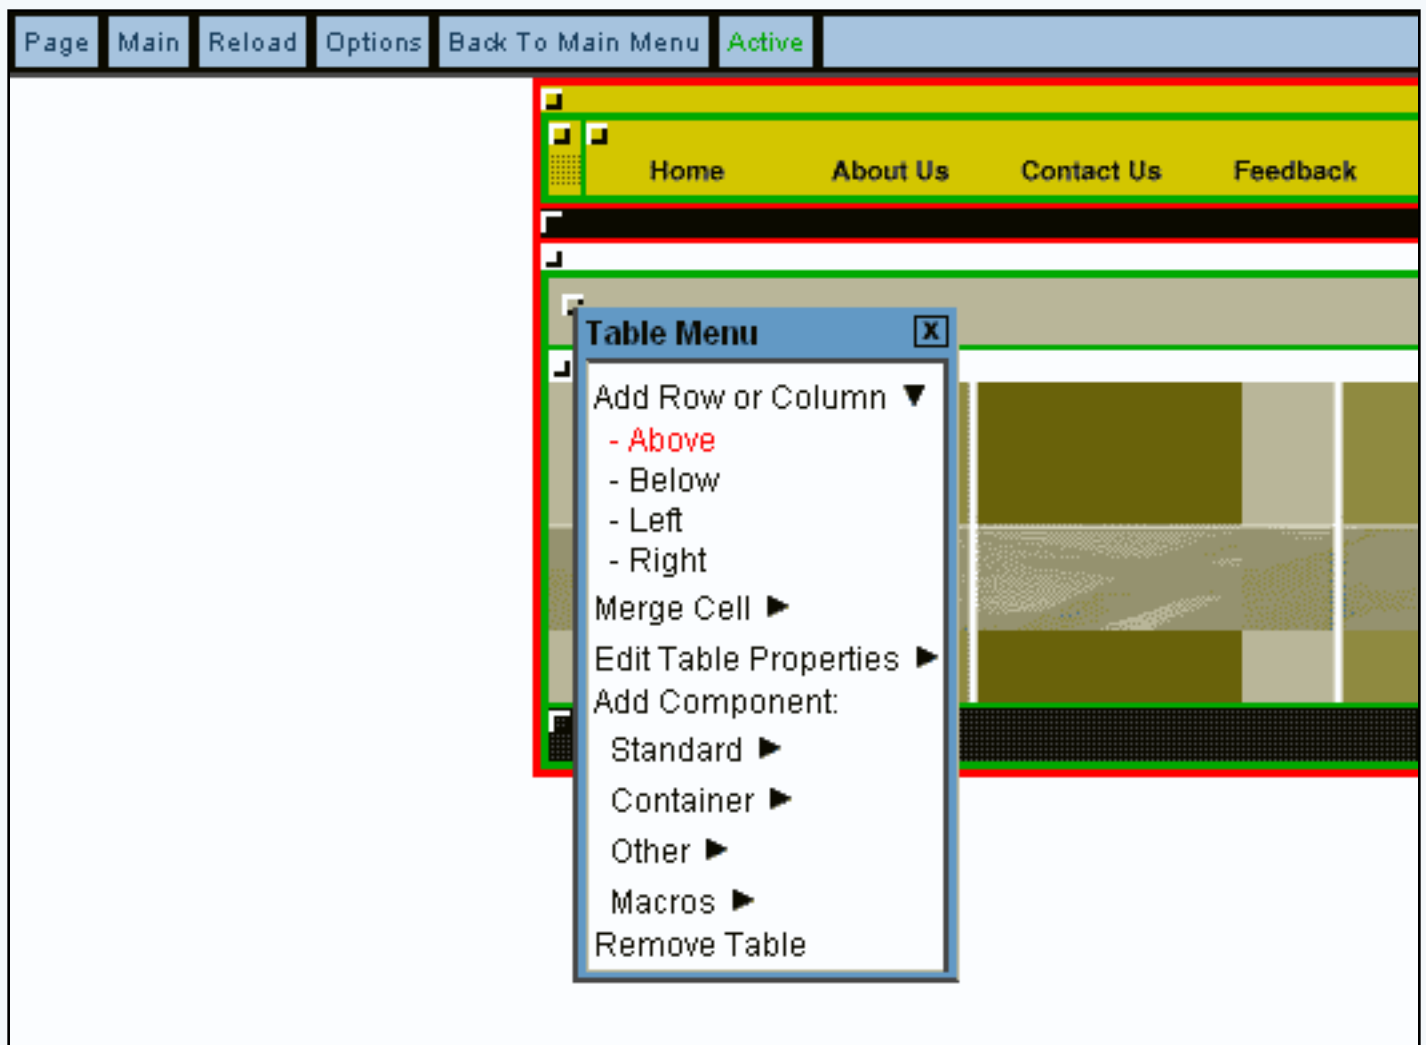 Page Main Reload Options Back To Main Menu Active
Home About Us Contact Us Feedback
Table Menu X
Add Row or Column ▼
- Above
- Below
- Left
- Right
Merge Cell ▶
Edit Table Properties ▶
Add Component:
Standard ▶
Container ▶
Other ▶
Macros ▶
Remove Table